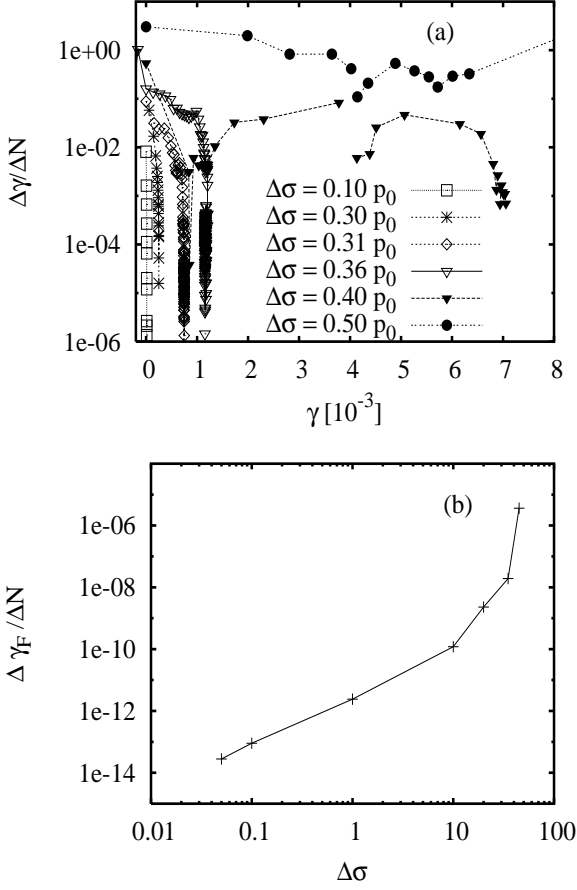 (a)
1e+00
1e-02
1e-04
1e-06
Δγ/ΔN
Δσ = 0.10 p₀
Δσ = 0.30 p₀
Δσ = 0.31 p₀
Δσ = 0.36 p₀
Δσ = 0.40 p₀
Δσ = 0.50 p₀
0 1 2 3 4 5 6 7 8
γ [10⁻³]
(b)
1e-06
1e-08
1e-10
1e-12
1e-14
Δ γF /ΔN
0.01 0.1 1 10 100
Δσ